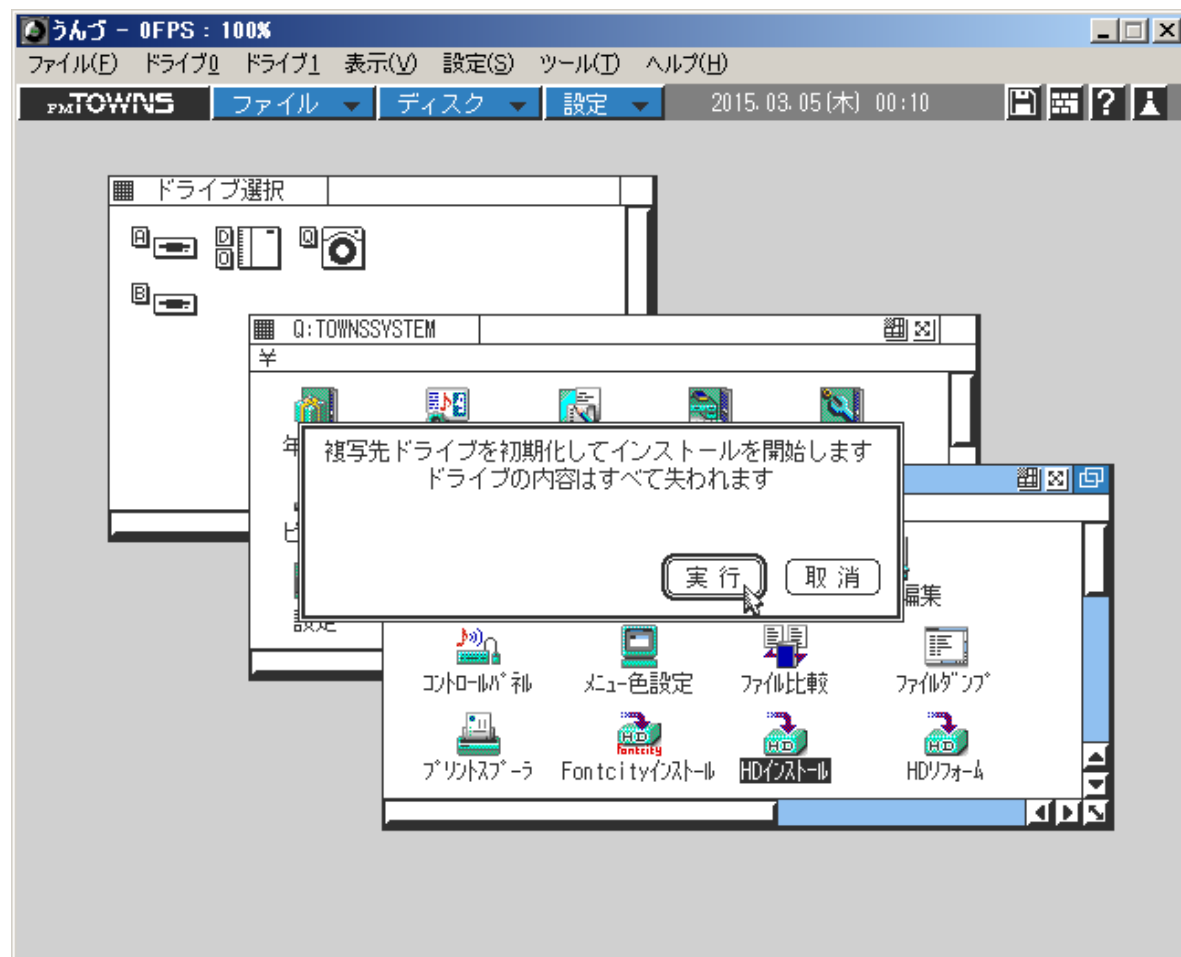 うんづ - 0FPS : 100%
ファイル(F) ドライブ0 ドライブ1 表示(V) 設定(S) ツール(T) ヘルプ(H)
FMTOWNS ファイル ディスク 設定 2015.03.05(木) 00:10 ?
ドライブ選択
A D O Q
B
Q:TOWNSSYSTEM
¥
年
複写先ドライブを初期化してインストールを開始します
ドライブの内容はすべて失われます
ビ
実行 取消
設定
編集
コントロールパネル メニュー色設定 ファイル比較 ファイルダンプ
プリントスプーラ Fontcityインストール HDインストール HDリフォーム